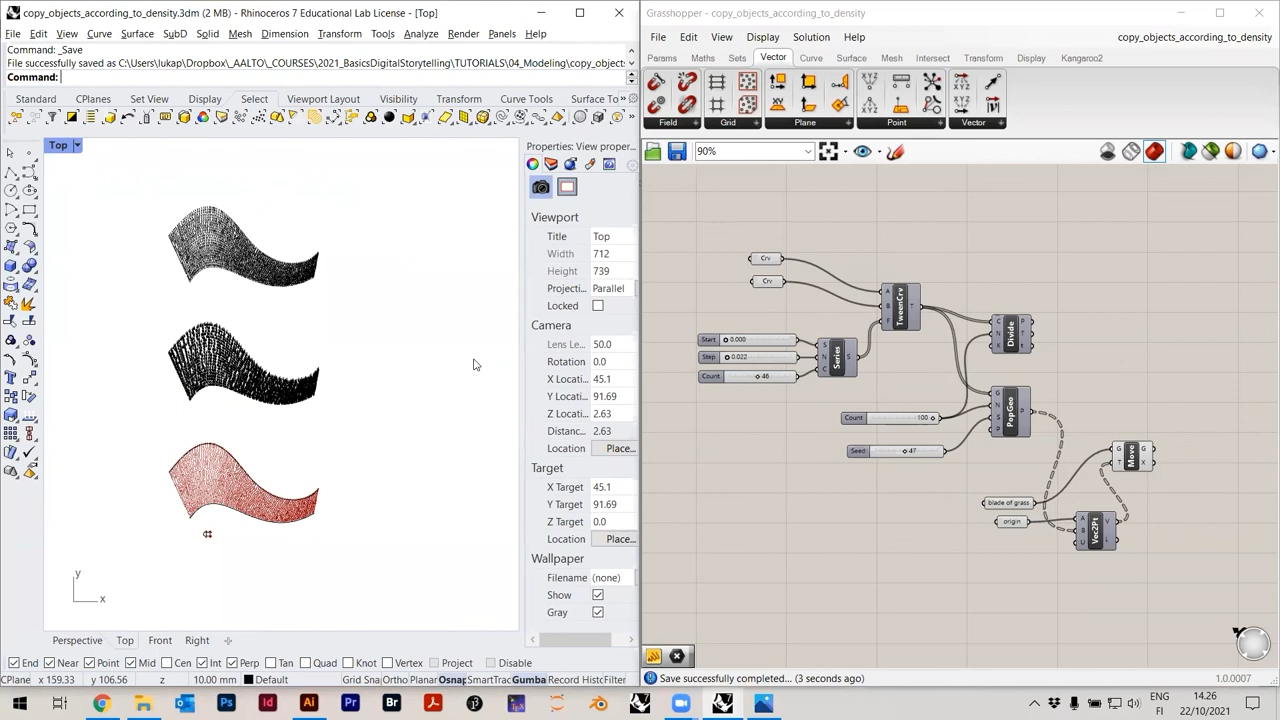 copy_objects_according_to_density.3dm (2 MB) - Rhinoceros 7 Educational Lab License - [Top]
File Edit View Curve Surface SubD Solid Mesh Dimension Transform Tools Analyze Render Panels Help
Command: _Save
File successfully saved as C:\Users\lukap\Dropbox\_AALTO\_COURSES\2021_BasicsDigitalStorytelling\TUTORIALS\04_Modeling\copy_objects
Command:
Standard CPlanes Set View Display Select Viewport Layout Visibility Transform Curve Tools Surface To
Top
Properties: View proper...
Viewport
Title Top
Width 712
Height 739
Projecti... Parallel
Locked
Camera
Lens Le... 50.0
Rotation 0.0
X Locati... 45.1
Y Locati... 91.69
Z Locati... 2.63
Distanc... 2.63
Location Place...
Target
X Target 45.1
Y Target 91.69
Z Target 0.0
Location Place...
Wallpaper
Filename (none)
Show
Gray
y
x
Perspective Top Front Right
End Near Point Mid Cen Int Perp Tan Quad Knot Vertex Project Disable
CPlane x 159.33 y 106.56 z 10.00 mm Default Grid Sna Ortho Planar Osna SmartTrac Gumba Record Histo Filter
Grasshopper - copy_objects_according_to_density
File Edit View Display Solution Help copy_objects_according_to_density
Params Maths Sets Vector Curve Surface Mesh Intersect Transform Display Kangaroo2
Field Grid Plane Point Vector
90%
Crv
Crv
A B F TweenCrv T
Start 0.000
Step 0.022
Count 46
S N C Series S
C N K Divide P T t
Count 100
Seed 47
G N S P PopGeo P
G T Move G X
blade of grass
origin
A B U Vec2Pt V L
Save successfully completed... (3 seconds ago) 1.0.0007
ENG
FI
14.26
22/10/2021